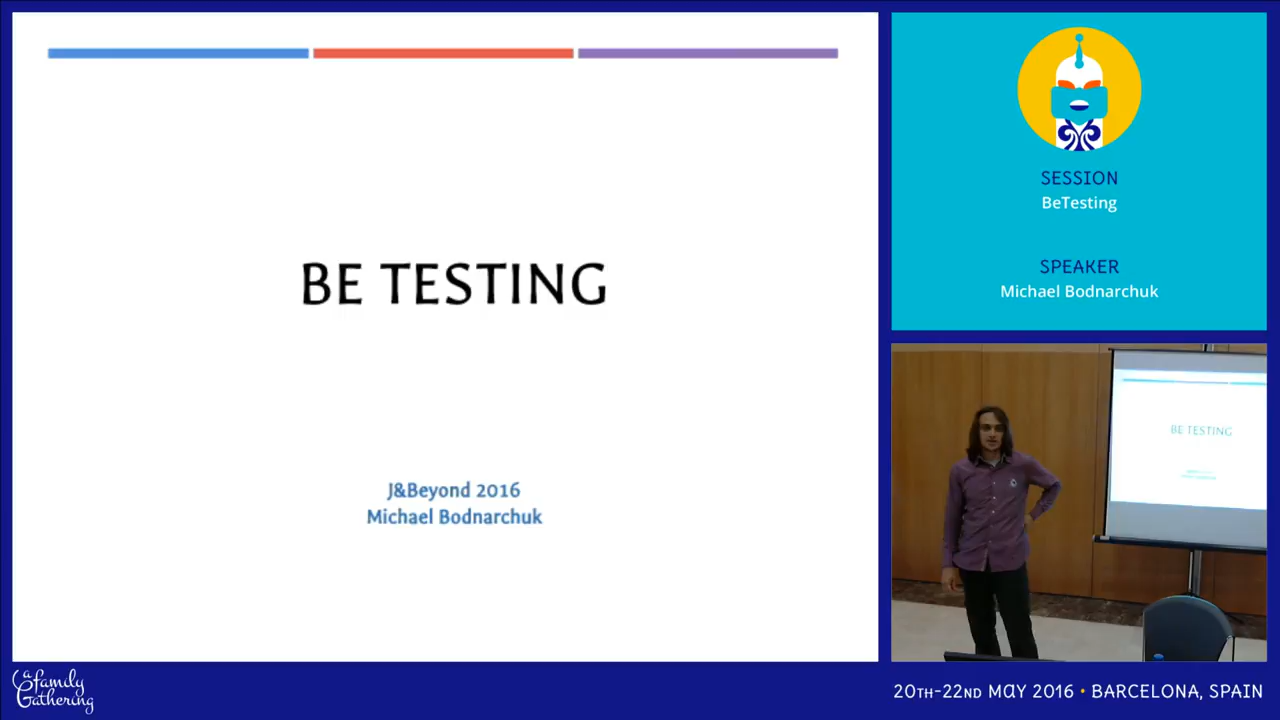 BE TESTING
J&Beyond 2016
Michael Bodnarchuk
SESSION
BeTesting
SPEAKER
Michael Bodnarchuk
BE TESTING
a family
Gathering
20TH-22ND MAY 2016 • BARCELONA, SPAIN